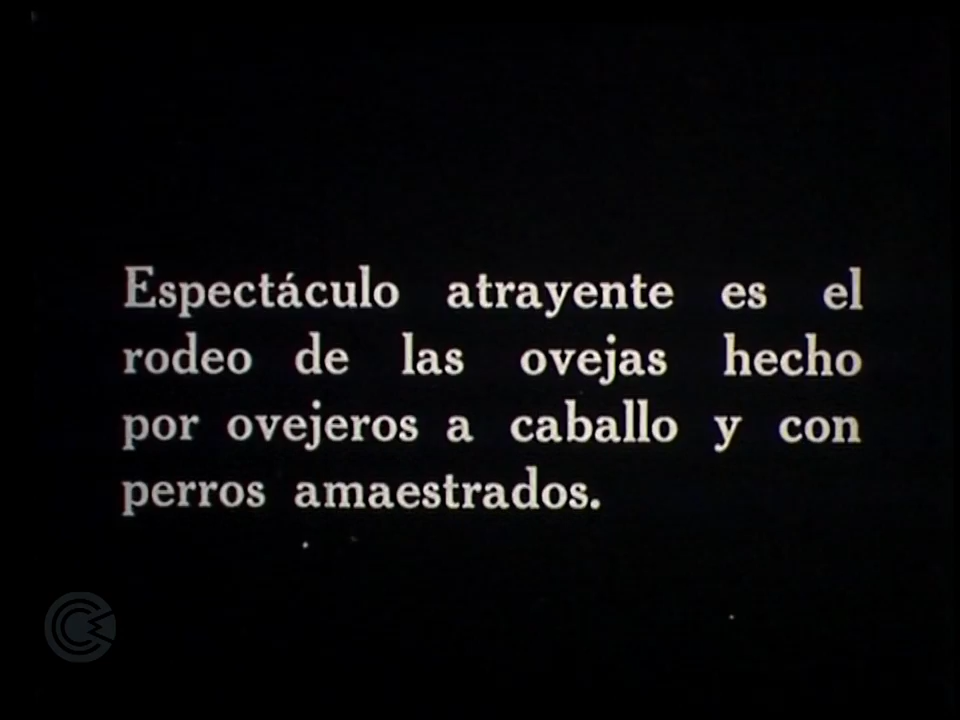 Espectáculo atrayente es el
rodeo de las ovejas hecho
por ovejeros a caballo y con
perros amaestrados.